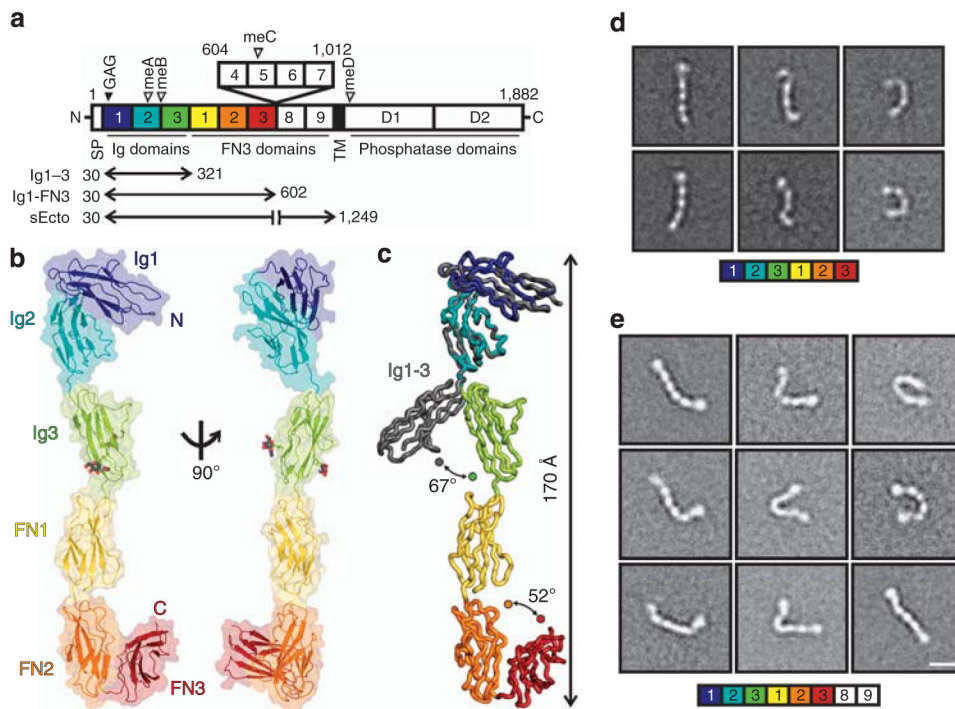 a
604 meC 1,012
GAG
meA
meB
meD
4 5 6 7
1 1,882
N 1 2 3 1 2 3 8 9 D1 D2 C
SP Ig domains FN3 domains TM Phosphatase domains
Ig1–3 30 321
Ig1-FN3 30 602
sEcto 30 1,249
b
Ig1
Ig2
N
Ig3
90°
FN1
C
FN2
FN3
c
Ig1-3
67°
170 Å
52°
d
1 2 3 1 2 3
e
1 2 3 1 2 3 8 9